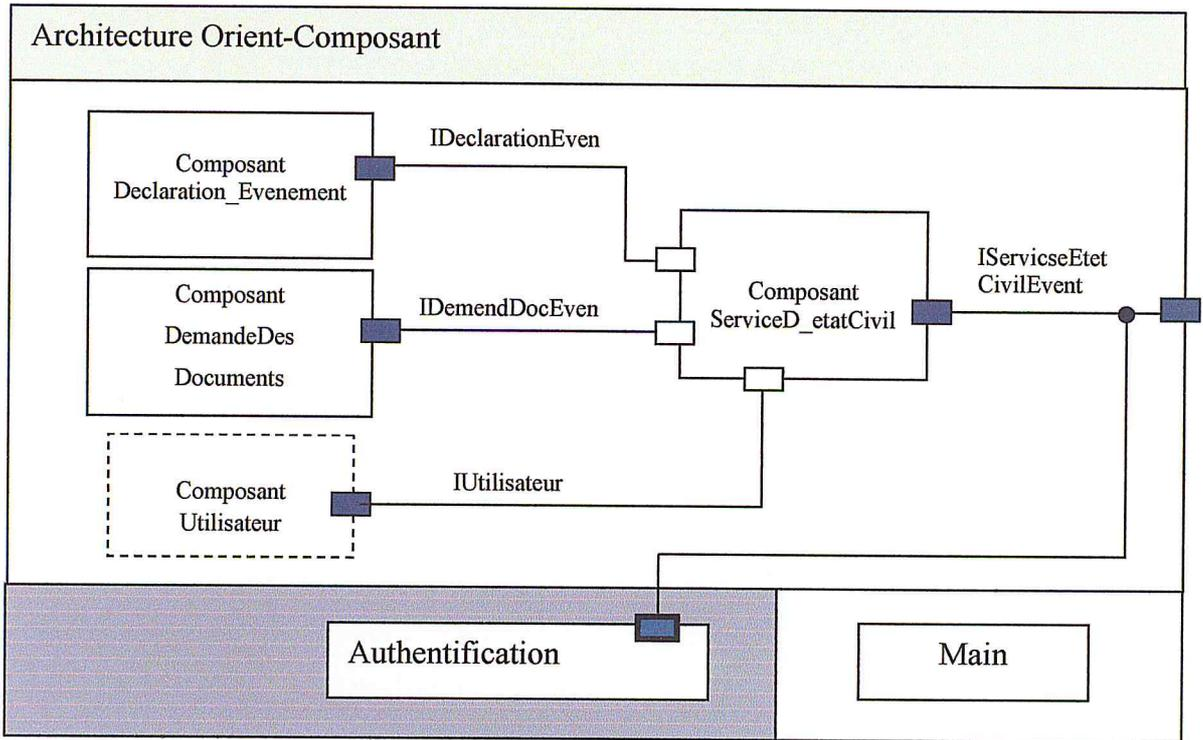 Architecture Orient-Composant
Composant
Declaration_Evenement
IDeclarationEven
Composant
DemandeDes
Documents
IDemendDocEven
Composant
ServiceD_etatCivil
IServicseEtet
CivilEvent
Composant
Utilisateur
IUtilisateur
Authentification
Main